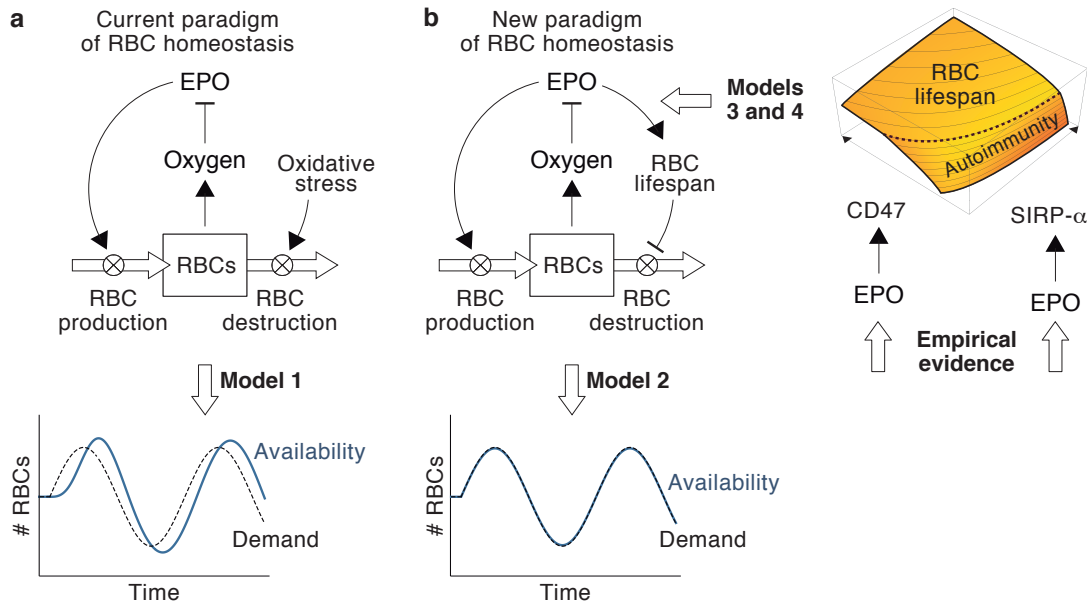 a
Current paradigm
of RBC homeostasis
EPO
Oxygen
Oxidative
stress
RBCs
RBC
production
RBC
destruction
Model 1
# RBCs
Availability
Demand
Time
b
New paradigm
of RBC homeostasis
EPO
Models
3 and 4
Oxygen
RBC
lifespan
RBCs
RBC
production
RBC
destruction
Model 2
# RBCs
Availability
Demand
Time
RBC
lifespan
Autoimmunity
CD47
SIRP-α
EPO
EPO
Empirical
evidence